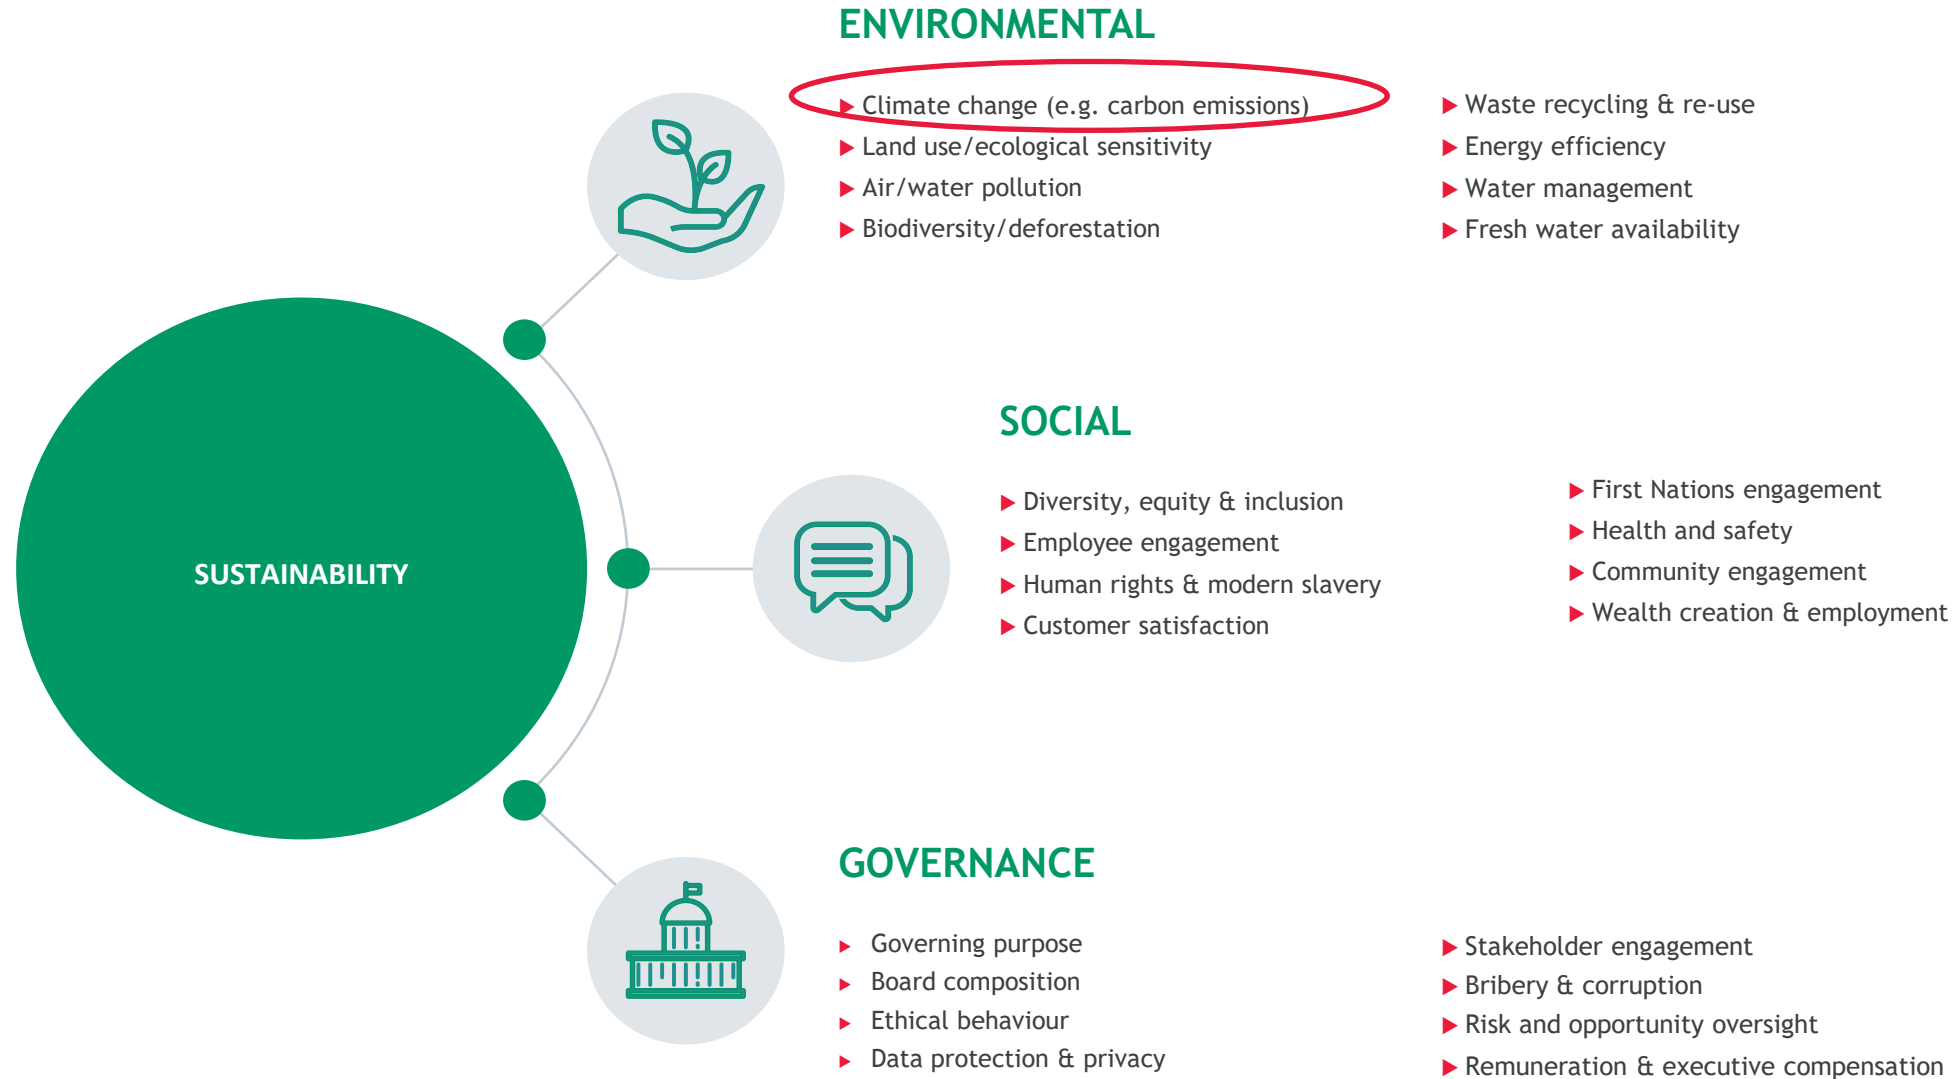 ENVIRONMENTAL
Climate change (e.g. carbon emissions)
Land use/ecological sensitivity
Air/water pollution
Biodiversity/deforestation
Waste recycling & re-use
Energy efficiency
Water management
Fresh water availability
SUSTAINABILITY
SOCIAL
Diversity, equity & inclusion
Employee engagement
Human rights & modern slavery
Customer satisfaction
First Nations engagement
Health and safety
Community engagement
Wealth creation & employment
GOVERNANCE
Governing purpose
Board composition
Ethical behaviour
Data protection & privacy
Stakeholder engagement
Bribery & corruption
Risk and opportunity oversight
Remuneration & executive compensation